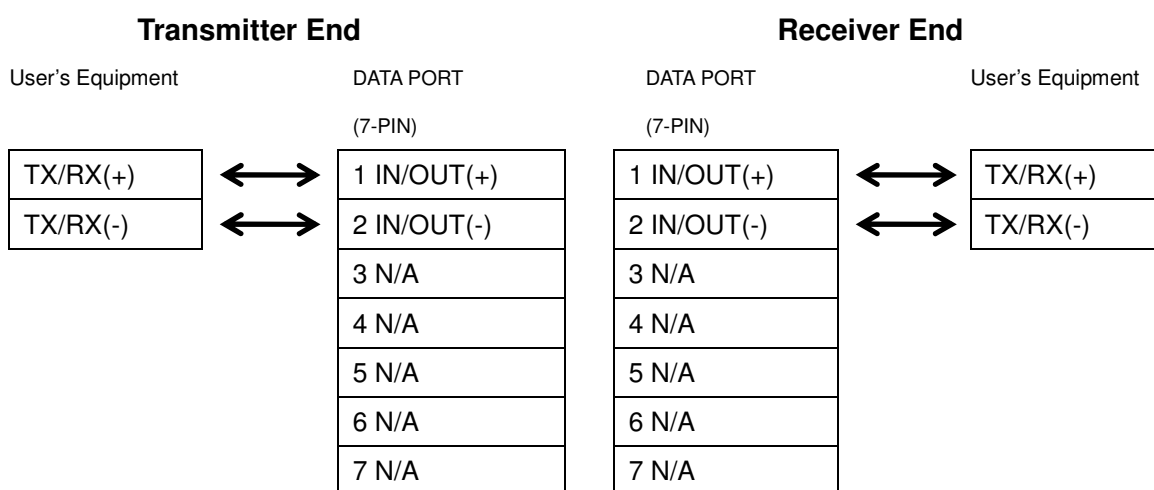 Transmitter End Receiver End
User's Equipment DATA PORT DATA PORT User's Equipment
(7-PIN) (7-PIN)
TX/RX(+) 1 IN/OUT(+) 1 IN/OUT(+) TX/RX(+)
TX/RX(-) 2 IN/OUT(-) 2 IN/OUT(-) TX/RX(-)
3 N/A 3 N/A
4 N/A 4 N/A
5 N/A 5 N/A
6 N/A 6 N/A
7 N/A 7 N/A